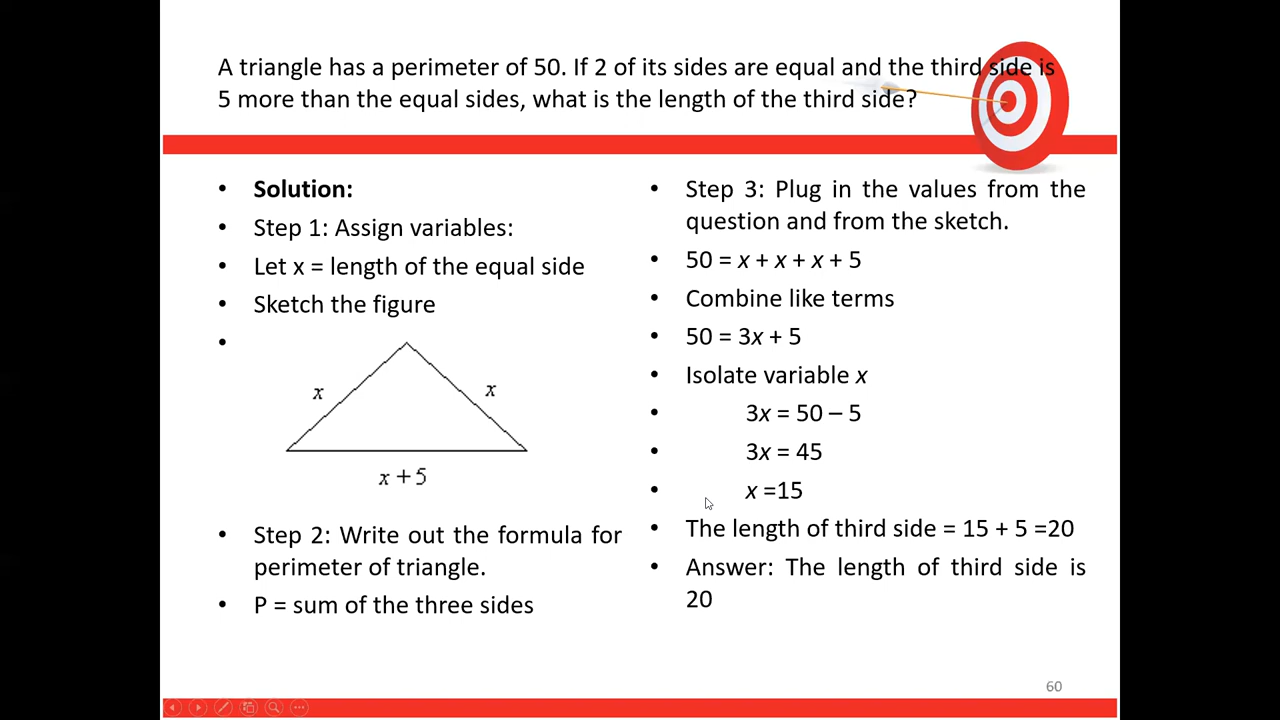 A triangle has a perimeter of 50. If 2 of its sides are equal and the third side is
5 more than the equal sides, what is the length of the third side?
• Solution:
• Step 1: Assign variables:
• Let x = length of the equal side
• Sketch the figure
•
x
x
x + 5
• Step 2: Write out the formula for
perimeter of triangle.
• P = sum of the three sides
• Step 3: Plug in the values from the
question and from the sketch.
• 50 = x + x + x + 5
• Combine like terms
• 50 = 3x + 5
• Isolate variable x
• 3x = 50 – 5
• 3x = 45
• x =15
• The length of third side = 15 + 5 =20
• Answer: The length of third side is
20
60